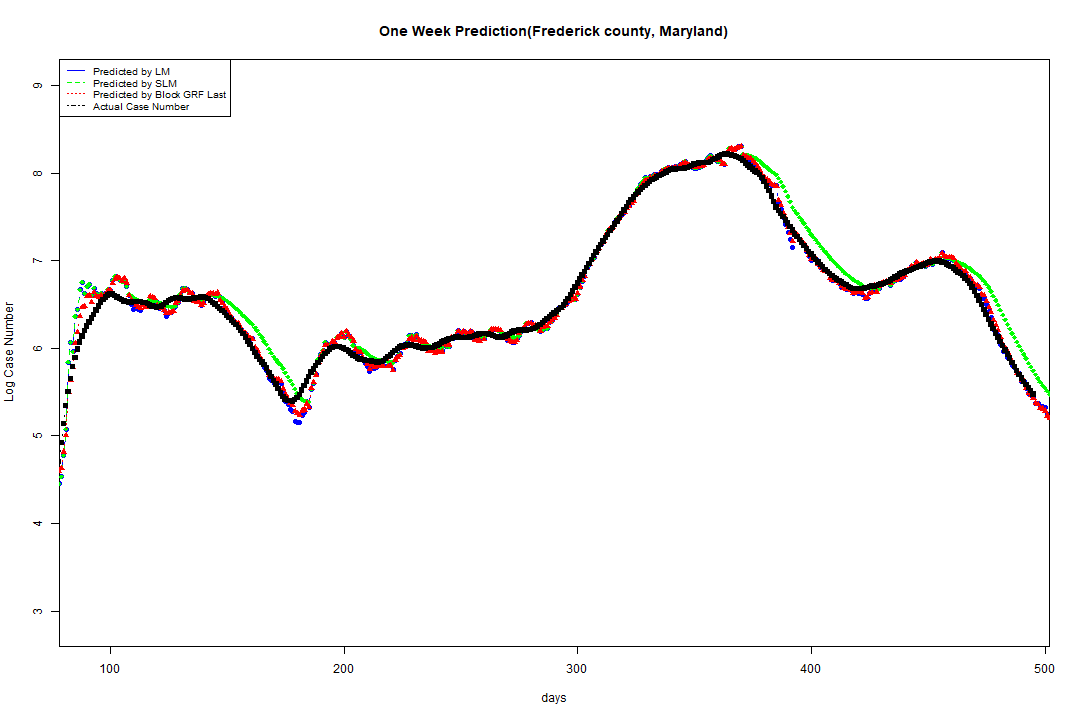 One Week Prediction(Frederick county, Maryland)
Predicted by LM
Predicted by SLM
Predicted by Block GRF Last
Actual Case Number
9
8
7
6
5
4
3
Log Case Number
100 200 300 400 500
days